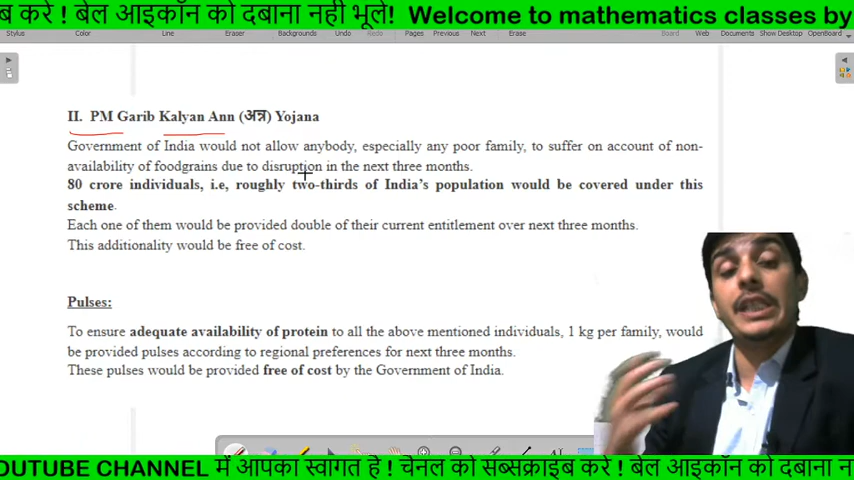 ब करे ! बेल आइकॉन को दबाना नही भूले! Welcome to mathematics classes by
Stylus Color Line Eraser Backgrounds Undo Redo Pages Previous Next Erase Board Web Documents Show Desktop OpenBoard
II. PM Garib Kalyan Ann (अन्न) Yojana
Government of India would not allow anybody, especially any poor family, to suffer on account of non-
availability of foodgrains due to disruption in the next three months.
80 crore individuals, i.e, roughly two-thirds of India's population would be covered under this
scheme.
Each one of them would be provided double of their current entitlement over next three months.
This additionality would be free of cost.
Pulses:
To ensure adequate availability of protein to all the above mentioned individuals, 1 kg per family, would
be provided pulses according to regional preferences for next three months.
These pulses would be provided free of cost by the Government of India.
OUTUBE CHANNEL में आपका स्वागत है ! चैनल को सब्सक्राइब करे ! बेल आइकॉन को दबाना न